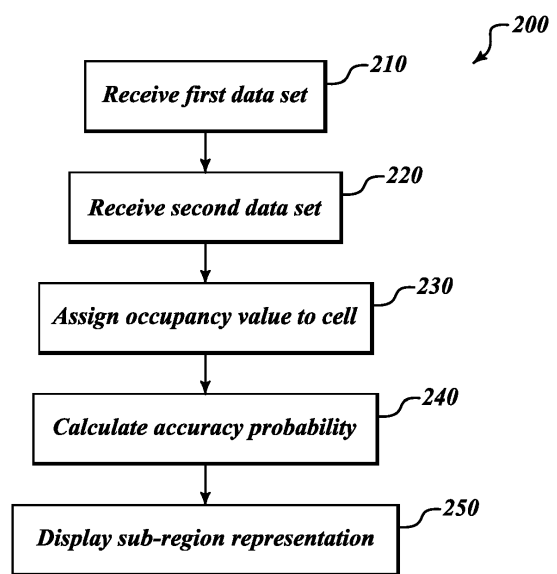 200
210
Receive first data set
220
Receive second data set
230
Assign occupancy value to cell
240
Calculate accuracy probability
250
Display sub-region representation